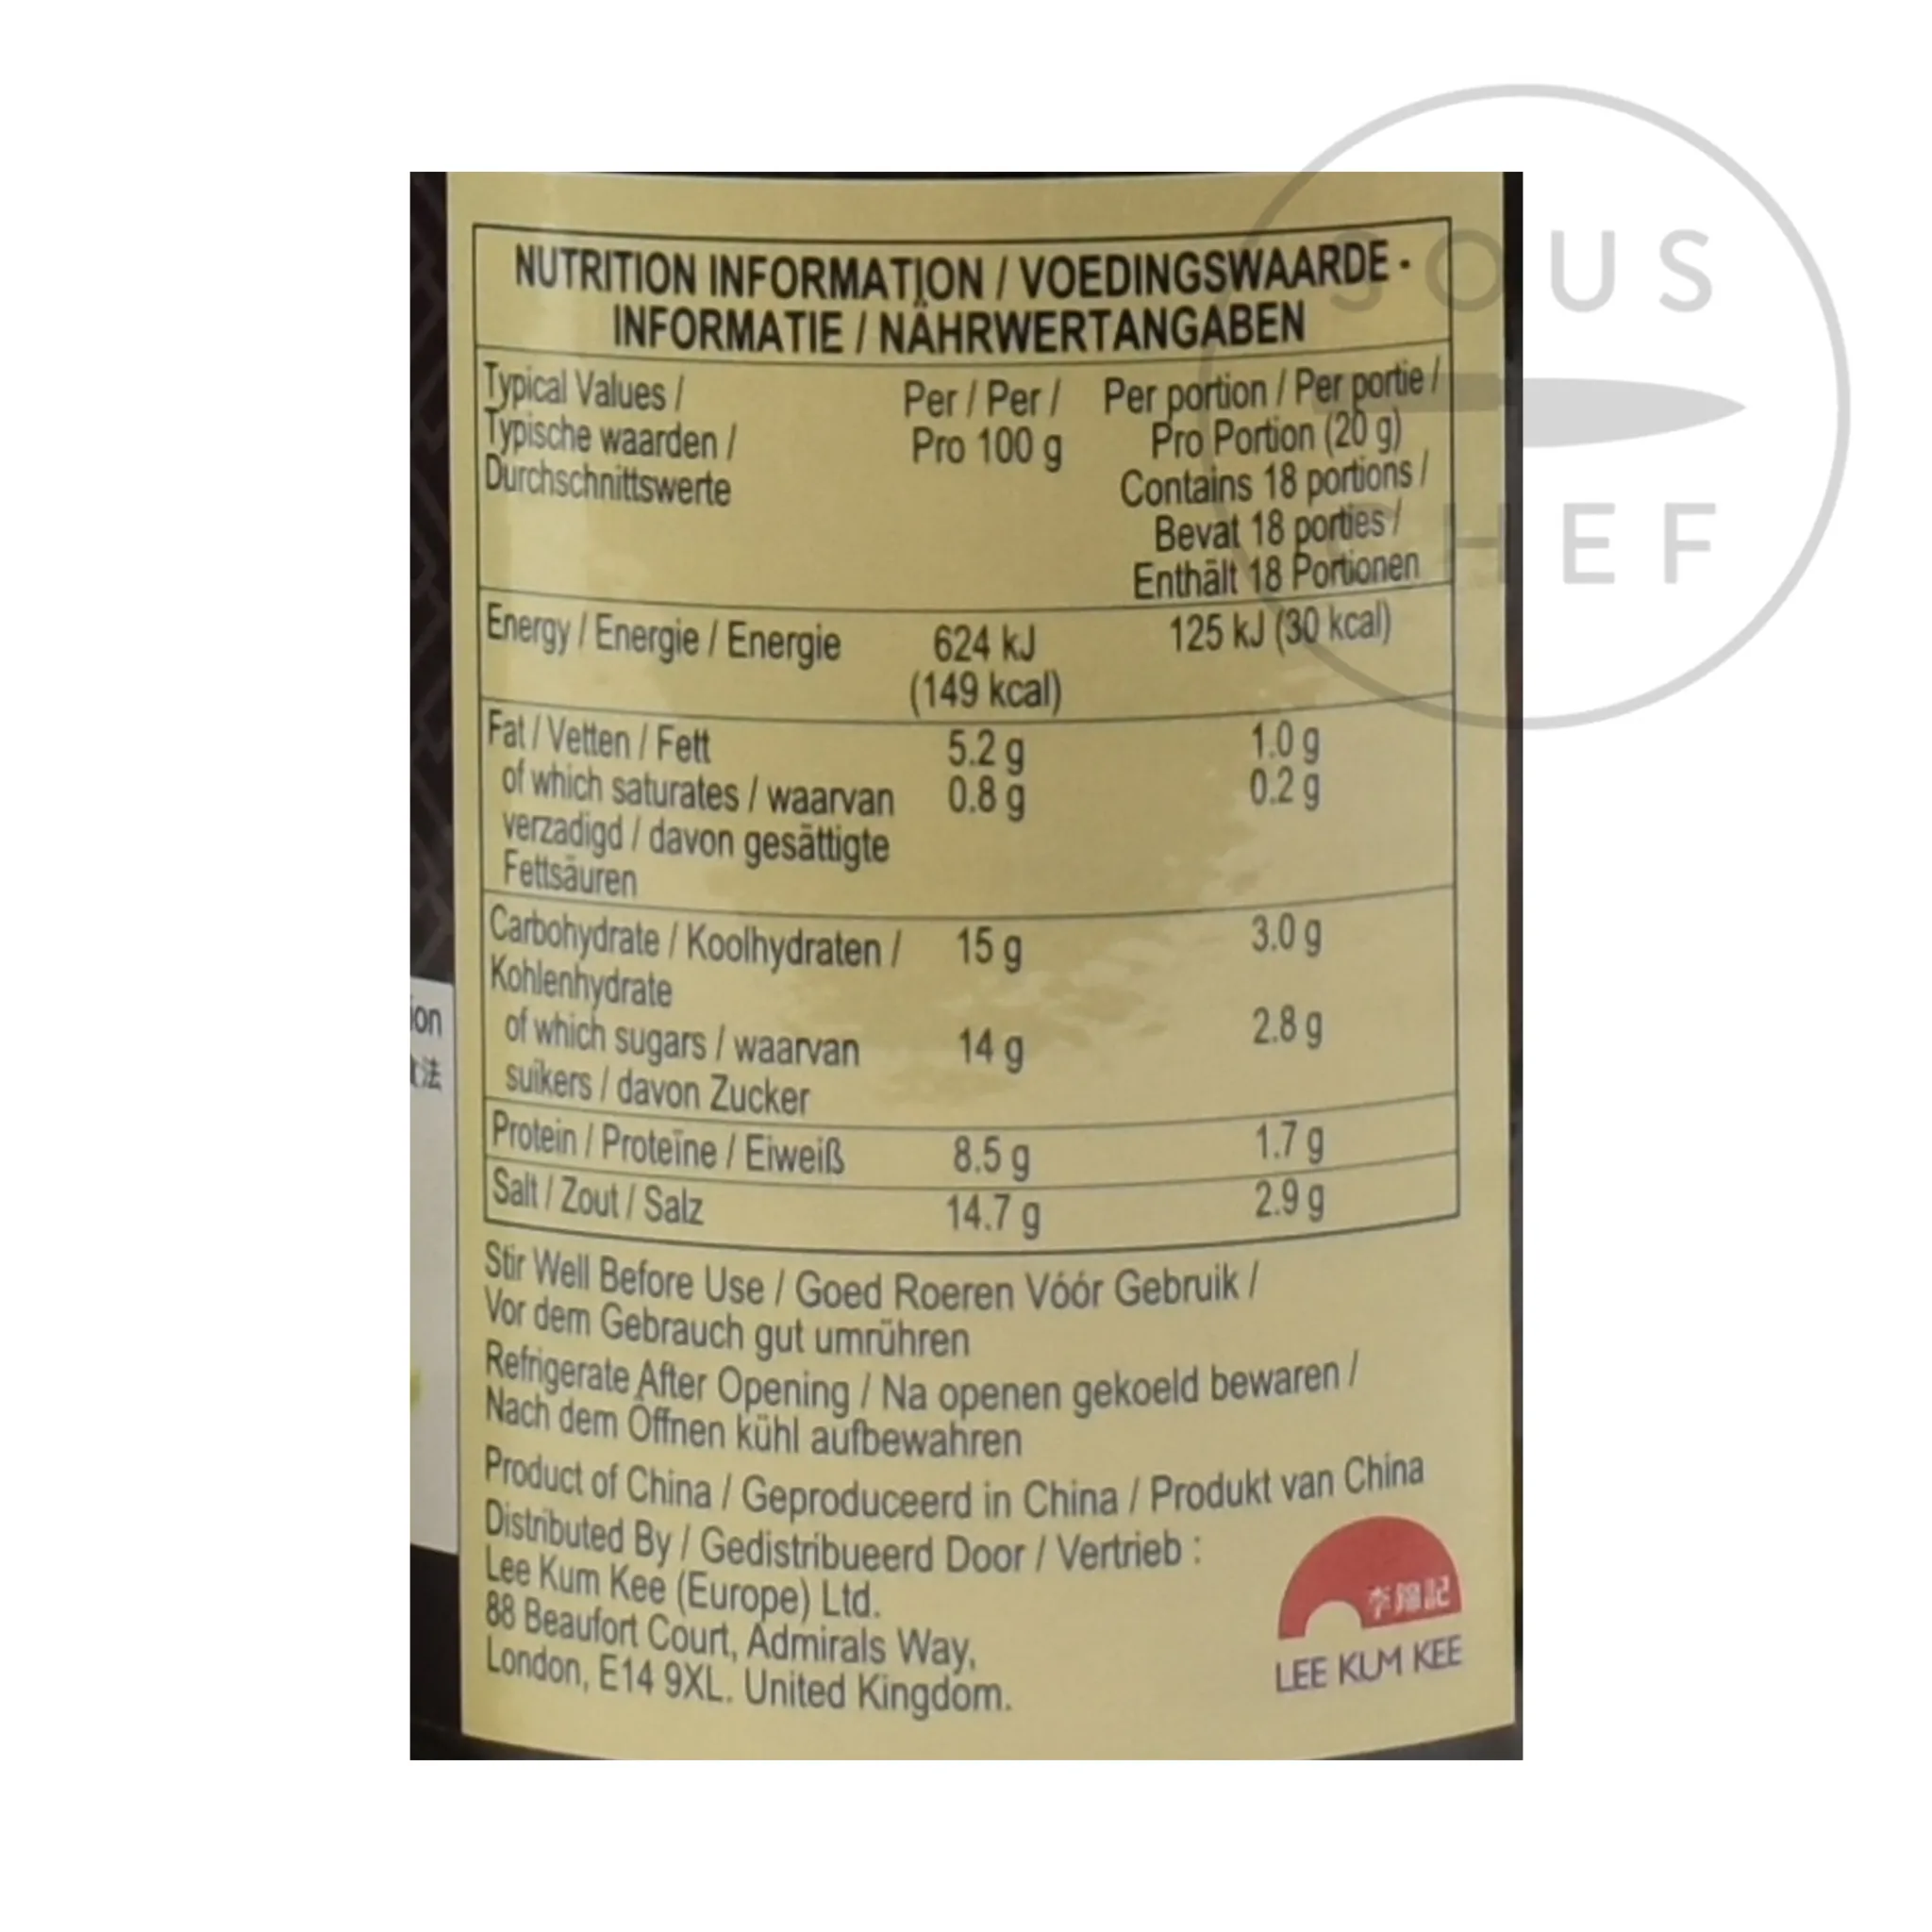 SOUS
CHEF
NUTRITION INFORMATION / VOEDINGSWAARDE -
INFORMATIE / NÄHRWERTANGABEN
Typical Values / Per / Per / Per portion / Per portie /
Typische waarden / Pro 100 g Pro Portion (20 g)
Durchschnittswerte Contains 18 portions /
Bevat 18 porties /
Enthält 18 Portionen
Energy / Energie / Energie 624 kJ 125 kJ (30 kcal)
(149 kcal)
Fat / Vetten / Fett 5.2 g 1.0 g
of which saturates / waarvan 0.8 g 0.2 g
verzadigd / davon gesättigte
Fettsäuren
Carbohydrate / Koolhydraten / 15 g 3.0 g
Kohlenhydrate
of which sugars / waarvan 14 g 2.8 g
suikers / davon Zucker
Protein / Proteïne / Eiweiß 8.5 g 1.7 g
Salt / Zout / Salz 14.7 g 2.9 g
Stir Well Before Use / Goed Roeren Vóór Gebruik /
Vor dem Gebrauch gut umrühren
Refrigerate After Opening / Na openen gekoeld bewaren /
Nach dem Öffnen kühl aufbewahren
Product of China / Geproduceerd in China / Produkt van China
Distributed By / Gedistribueerd Door / Vertrieb :
Lee Kum Kee (Europe) Ltd.
88 Beaufort Court, Admirals Way,
London, E14 9XL. United Kingdom.
李錦記
LEE KUM KEE
ion
法